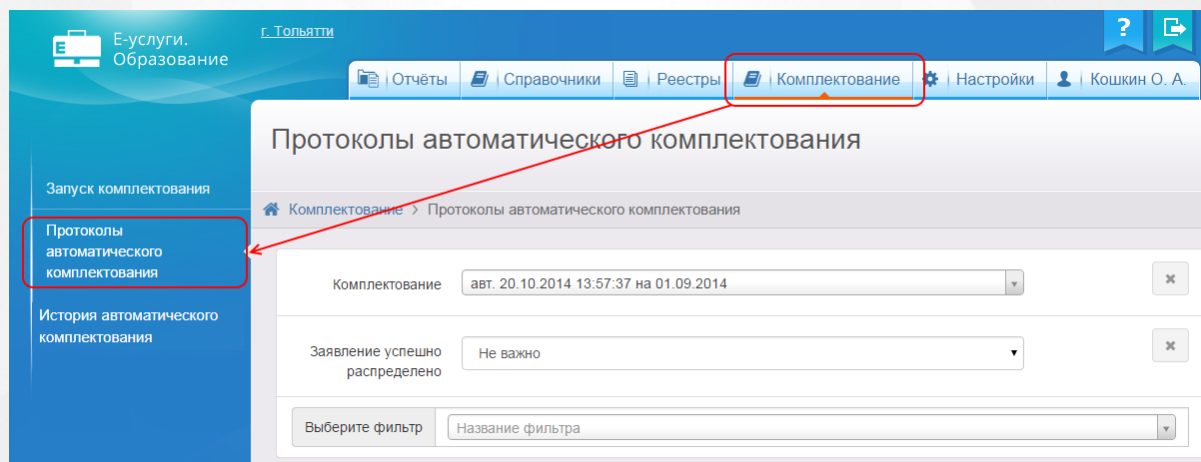 Е-услуги.
Образование
г. Тольятти
?
Отчёты
Справочники
Реестры
Комплектование
Настройки
Кошкин О. А.
Протоколы автоматического комплектования
Запуск комплектования
Протоколы
автоматического
комплектования
История автоматического
комплектования
Комплектование > Протоколы автоматического комплектования
Комплектование
авт. 20.10.2014 13:57:37 на 01.09.2014
Заявление успешно
распределено
Не важно
Выберите фильтр
Название фильтра